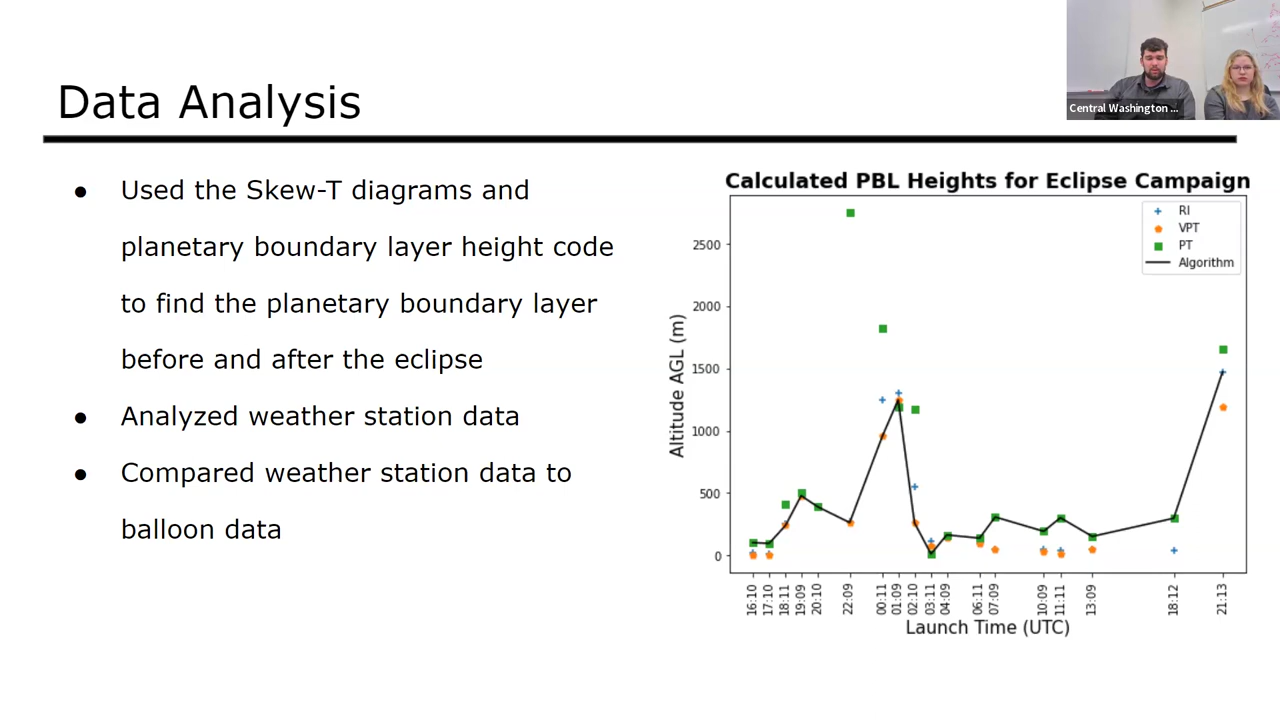 Central Washington ...
Data Analysis
● Used the Skew-T diagrams and
planetary boundary layer height code
to find the planetary boundary layer
before and after the eclipse
● Analyzed weather station data
● Compared weather station data to
balloon data
Calculated PBL Heights for Eclipse Campaign
RI
VPT
PT
Algorithm
Altitude AGL (m)
2500
2000
1500
1000
500
0
16:10
17:10
18:11
19:09
20:10
22:09
00:11
01:09
02:10
03:11
04:09
06:11
07:09
10:09
11:11
13:09
18:12
21:13
Launch Time (UTC)